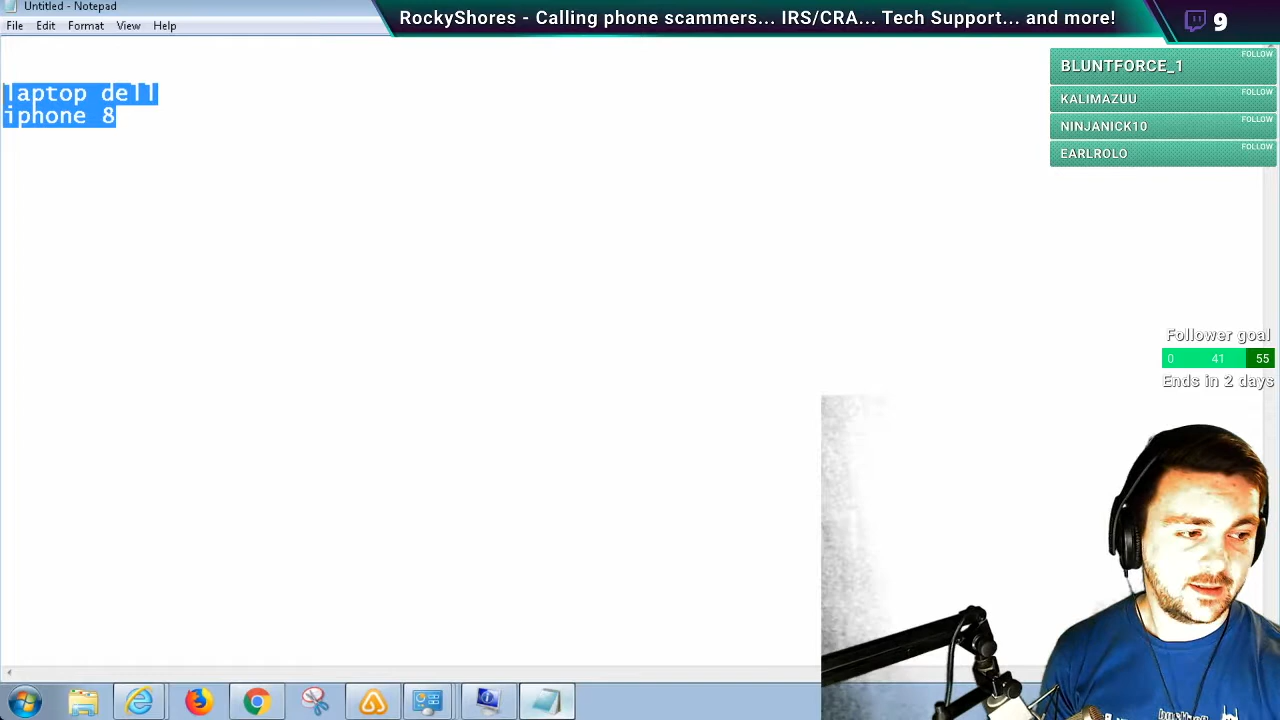 Untitled - Notepad
File Edit Format View Help
RockyShores - Calling phone scammers... IRS/CRA... Tech Support... and more!
9
laptop dell
iphone 8
FOLLOW
BLUNTFORCE_1
FOLLOW
KALIMAZUU
FOLLOW
NINJANICK10
FOLLOW
EARLROLO
Follower goal
0 41 55
Ends in 2 days